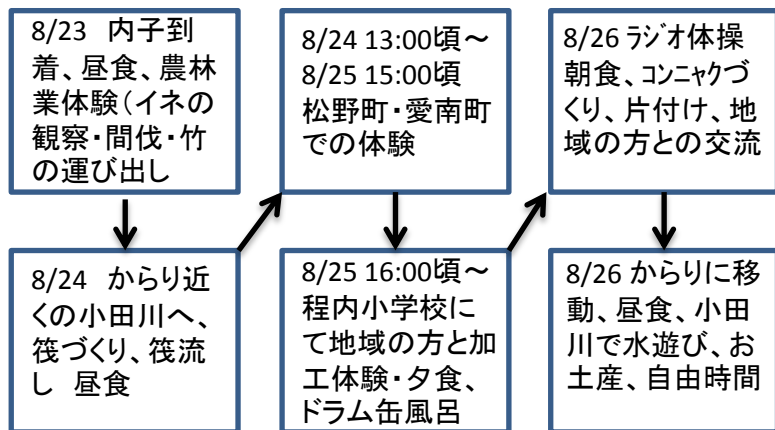 8/23　内子到
着、昼食、農林
業体験（イネの
観察・間伐・竹
の運び出し
8/24　からり近
くの小田川へ、
筏づくり、筏流
し　昼食
8/24 13:00頃～
8/25 15:00頃
松野町・愛南町
での体験
8/25 16:00頃～
程内小学校に
て地域の方と加
工体験・夕食、
ドラム缶風呂
8/26 ﾗｼﾞｵ体操
朝食、ｺﾝﾆｬｸづ
くり、片付け、地
域の方との交流
8/26 からりに移
動、昼食、小田
川で水遊び、お
土産、自由時間